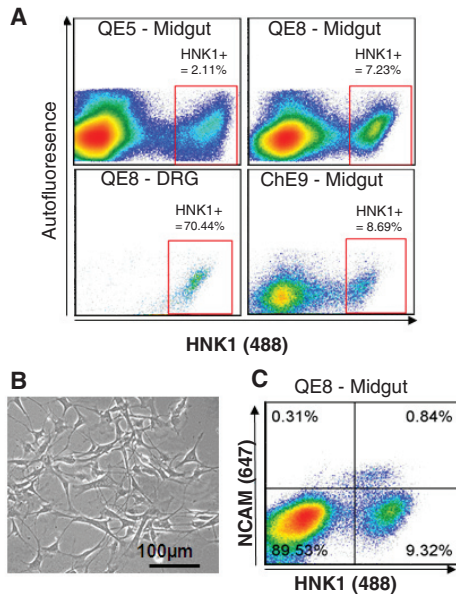 A
QE5 - Midgut
HNK1+
= 2.11%
QE8 - Midgut
HNK1+
= 7.23%
QE8 - DRG
HNK1+
=70.44%
ChE9 - Midgut
HNK1+
= 8.69%
Autofluoresence
HNK1 (488)
B
100µm
C
QE8 - Midgut
0.31%
0.84%
89.53%
9.32%
NCAM (647)
HNK1 (488)